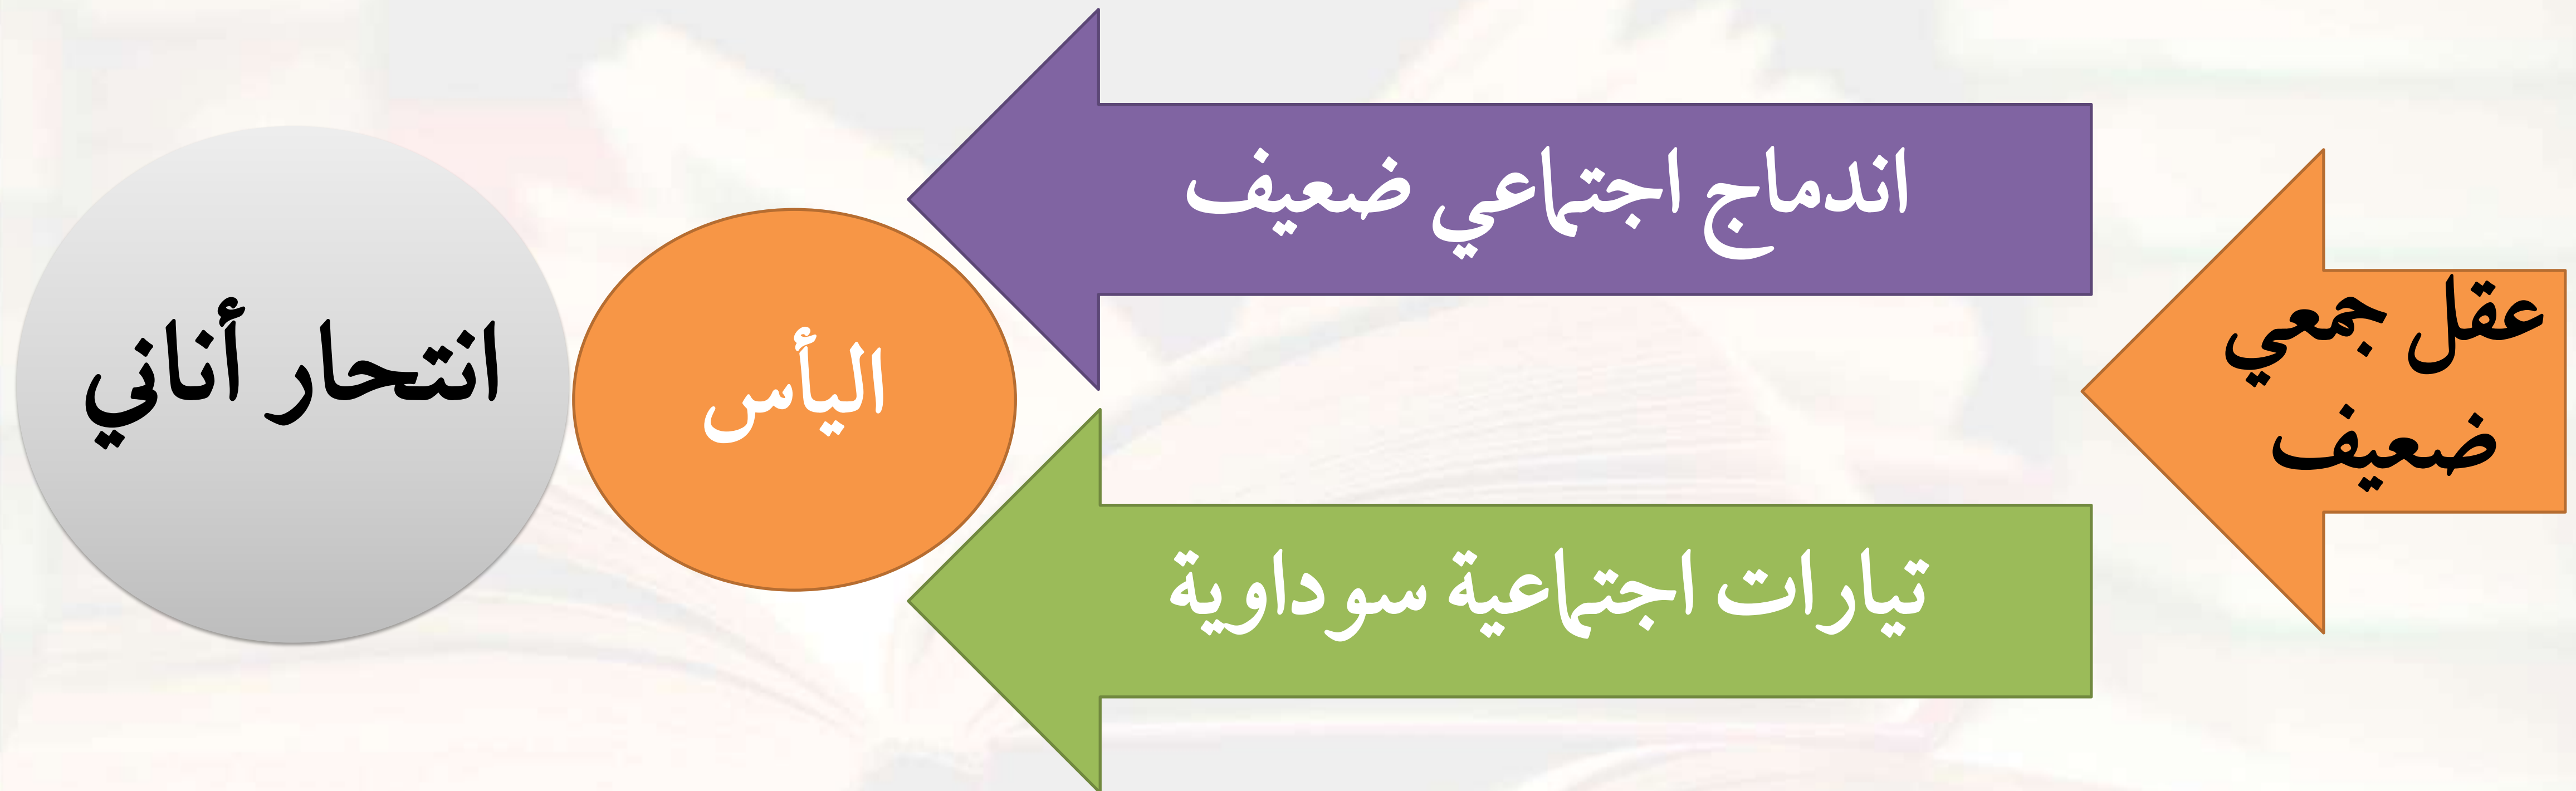 عقل جمعي
ضعيف
اندماج اجتماعي ضعيف
تيارات اجتماعية سوداوية
اليأس
انتحار أناني